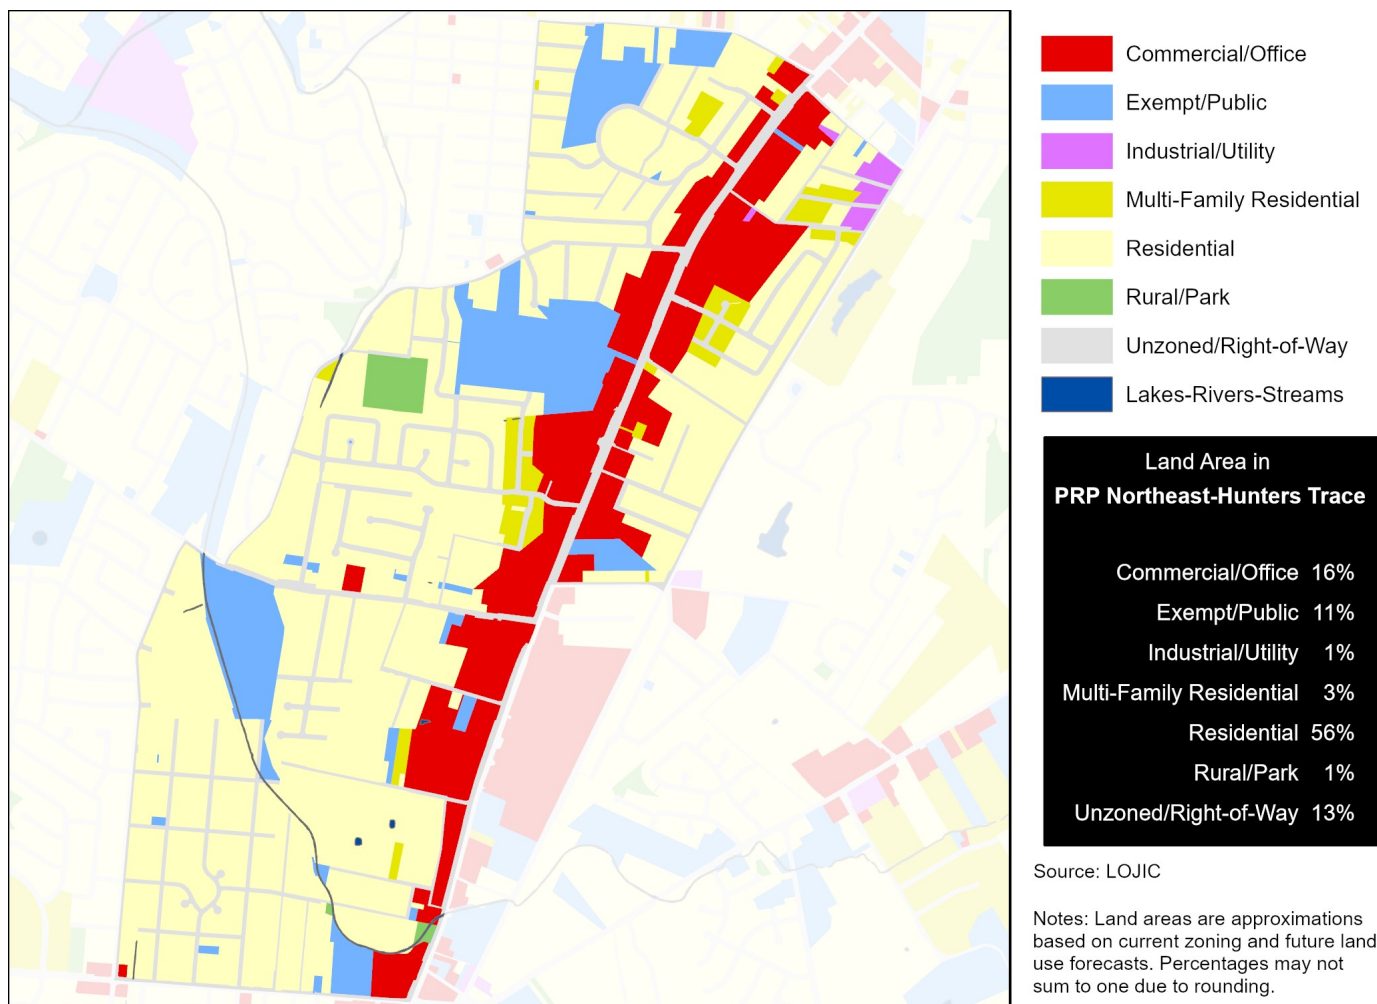 Commercial/Office
Exempt/Public
Industrial/Utility
Multi-Family Residential
Residential
Rural/Park
Unzoned/Right-of-Way
Lakes-Rivers-Streams
Land Area in
PRP Northeast-Hunters Trace
Commercial/Office 16%
Exempt/Public 11%
Industrial/Utility 1%
Multi-Family Residential 3%
Residential 56%
Rural/Park 1%
Unzoned/Right-of-Way 13%
Source: LOJIC
Notes: Land areas are approximations
based on current zoning and future land
use forecasts. Percentages may not
sum to one due to rounding.